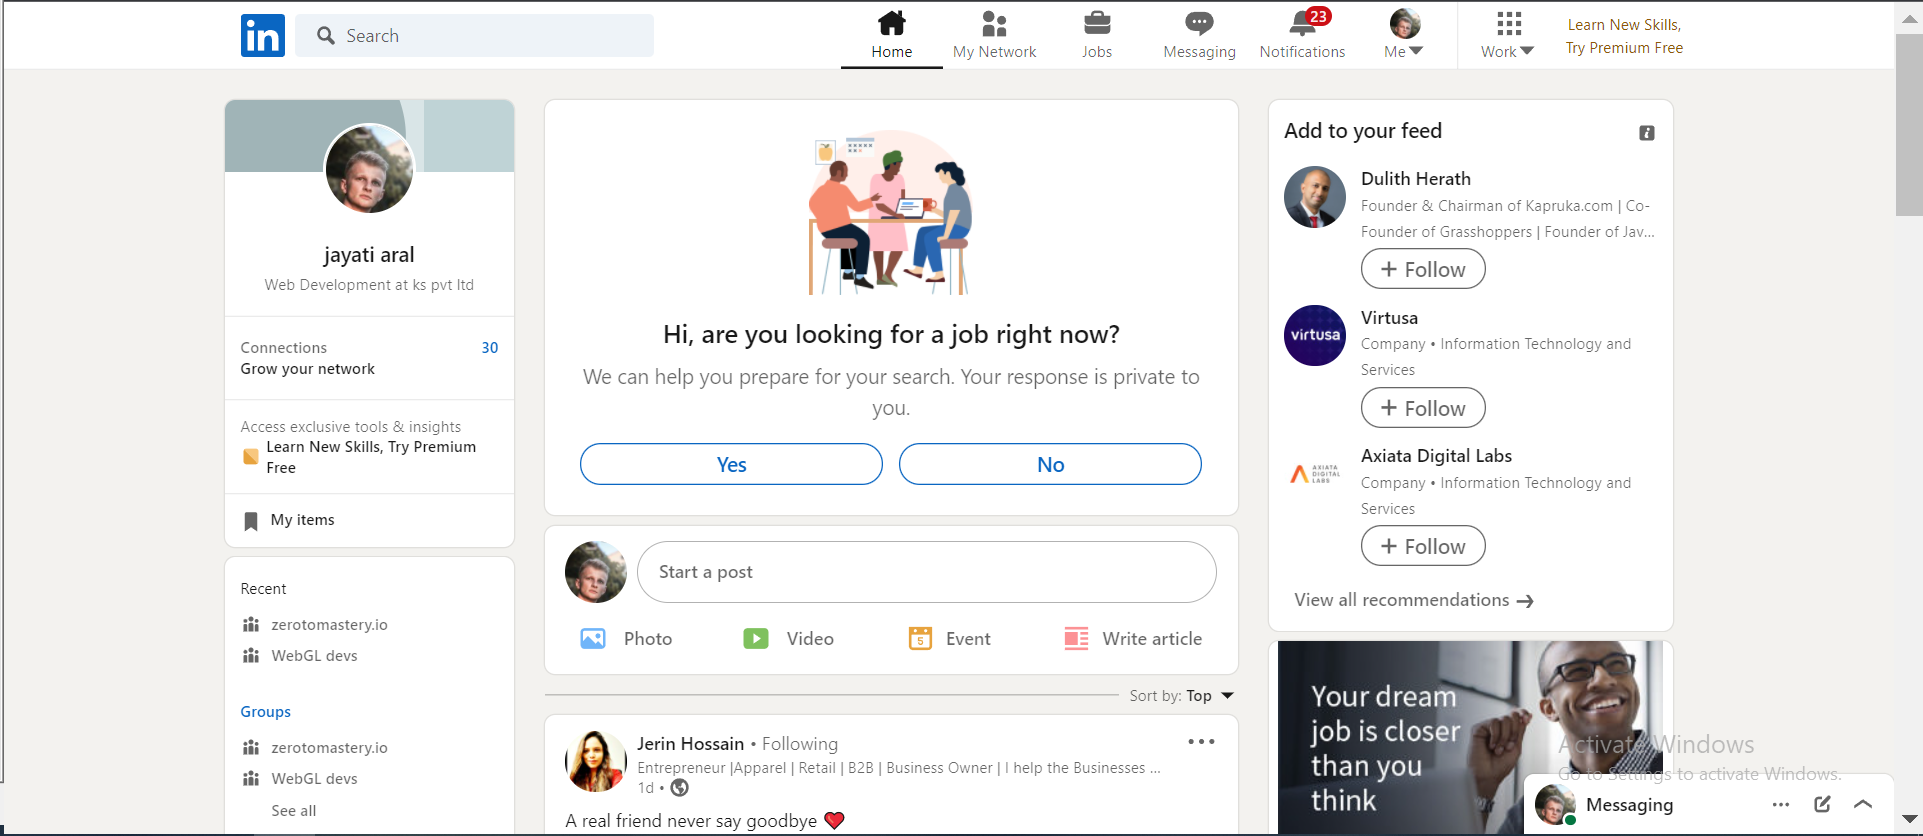 in
Search
Home
My Network
Jobs
Messaging
23
Notifications
Me
Work
Learn New Skills,
Try Premium Free
jayati aral
Web Development at ks pvt ltd
Connections 30
Grow your network
Access exclusive tools & insights
Learn New Skills, Try Premium
Free
My items
Recent
zerotomastery.io
WebGL devs
Groups
zerotomastery.io
WebGL devs
See all
Hi, are you looking for a job right now?
We can help you prepare for your search. Your response is private to
you.
Yes
No
Start a post
Photo
Video
5
Event
Write article
Sort by: Top
Jerin Hossain • Following
Entrepreneur |Apparel | Retail | B2B | Business Owner | I help the Businesses ...
1d •
A real friend never say goodbye ❤
Add to your feed
Dulith Herath
Founder & Chairman of Kapruka.com | Co-
Founder of Grasshoppers | Founder of Jav...
+ Follow
virtusa
Virtusa
Company • Information Technology and
Services
+ Follow
AXIATA
DIGITAL
LABS
Axiata Digital Labs
Company • Information Technology and
Services
+ Follow
View all recommendations →
Your dream
job is closer
than you
think
Activate Windows
Go to Settings to activate Windows.
Messaging